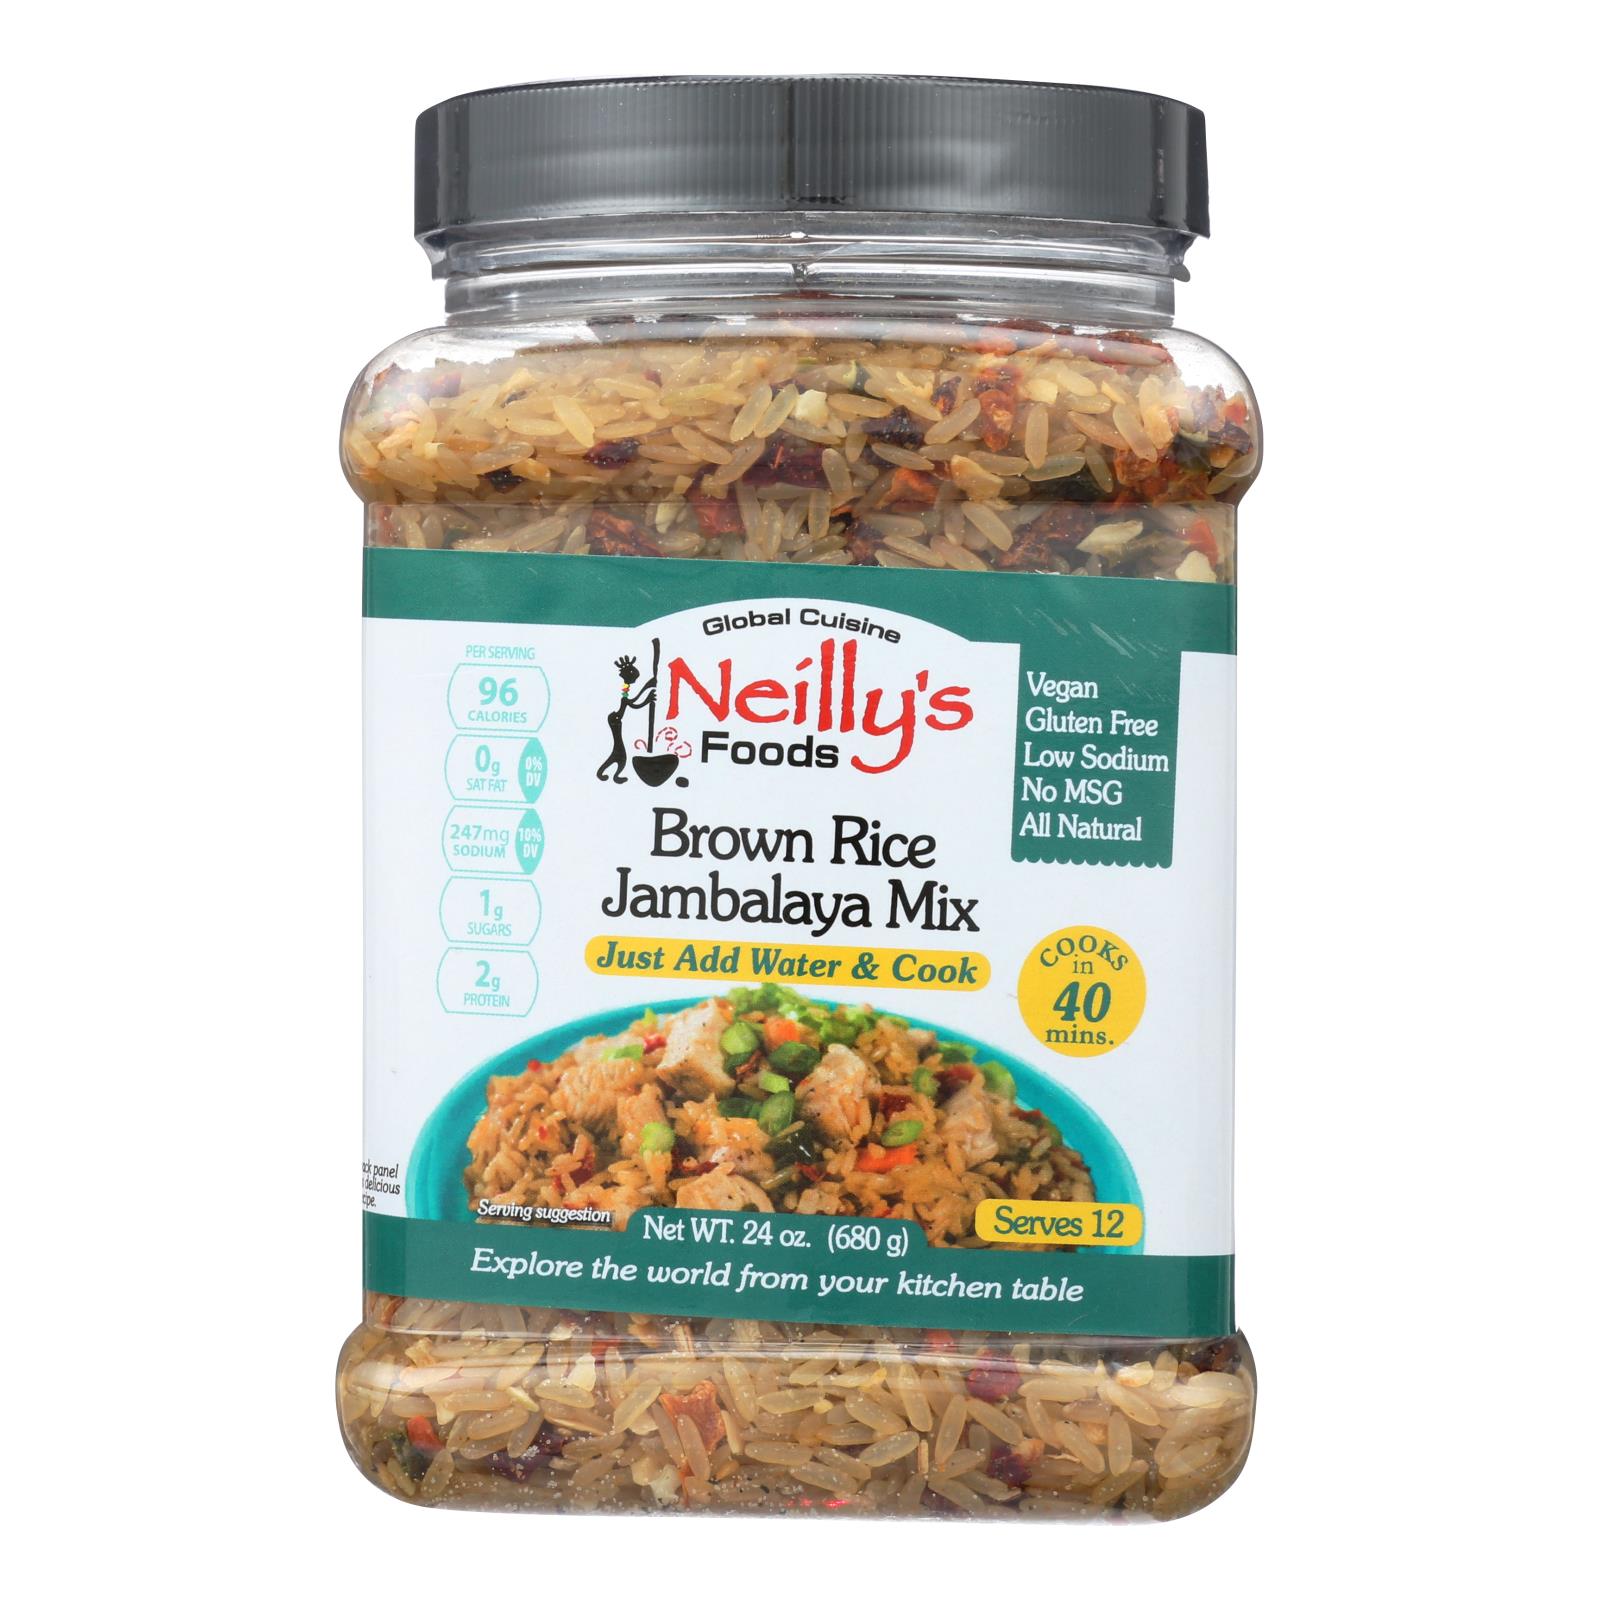 Global Cuisine
Neilly's
Foods
PER SERVING
96
CALORIES
0g
SAT FAT
0%
DV
247mg
SODIUM
10%
DV
1g
SUGARS
2g
PROTEIN
Vegan
Gluten Free
Low Sodium
No MSG
All Natural
Brown Rice
Jambalaya Mix
Just Add Water & Cook
COOKS
in
40
mins.
panel
delicious
Serving suggestion
Net WT. 24 oz. (680 g)
Serves 12
Explore the world from your kitchen table